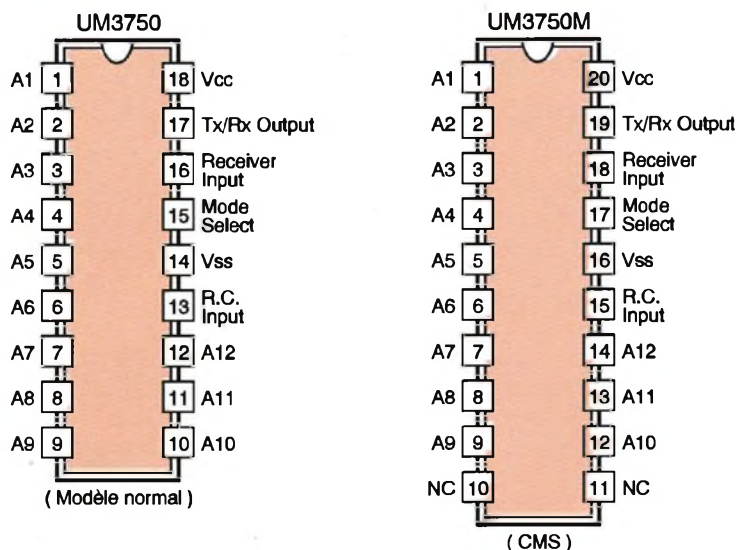 UM3750
A1 1 18 Vcc
A2 2 17 Tx/Rx Output
A3 3 16 Receiver
Input
A4 4 15 Mode
Select
A5 5 14 Vss
A6 6 13 R.C.
Input
A7 7 12 A12
A8 8 11 A11
A9 9 10 A10
( Modèle normal )
UM3750M
A1 1 20 Vcc
A2 2 19 Tx/Rx Output
A3 3 18 Receiver
Input
A4 4 17 Mode
Select
A5 5 16 Vss
A6 6 15 R.C.
Input
A7 7 14 A12
A8 8 13 A11
A9 9 12 A10
NC 10 11 NC
( CMS )